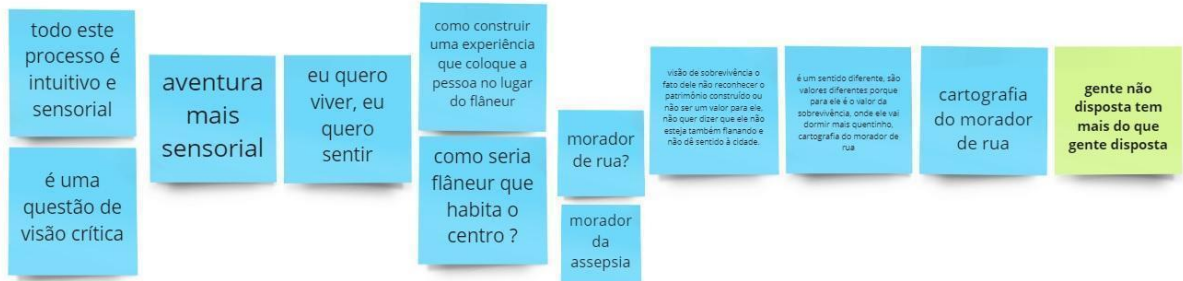 todo este
processo é
intuitivo e
sensorial
é uma
questão de
visão crítica
aventura
mais
sensorial
eu quero
viver, eu
quero
sentir
como construir
uma experiência
que coloque a
pessoa no lugar
do flâneur
como seria
flâneur que
habita o
centro ?
morador
de rua?
morador
da
assepsia
visão de sobrevivência o
fato dele não reconhecer o
patrimônio construído ou
não ser um valor para ele,
não quer dizer que ele não
esteja também flanando e
não dê sentido à cidade.
é um sentido diferente, são
valores diferentes porque
para ele é o valor da
sobrevivência, onde ele vai
dormir mais quentinho,
cartografia do morador de
rua
cartografia
do morador
de rua
gente não
disposta tem
mais do que
gente disposta